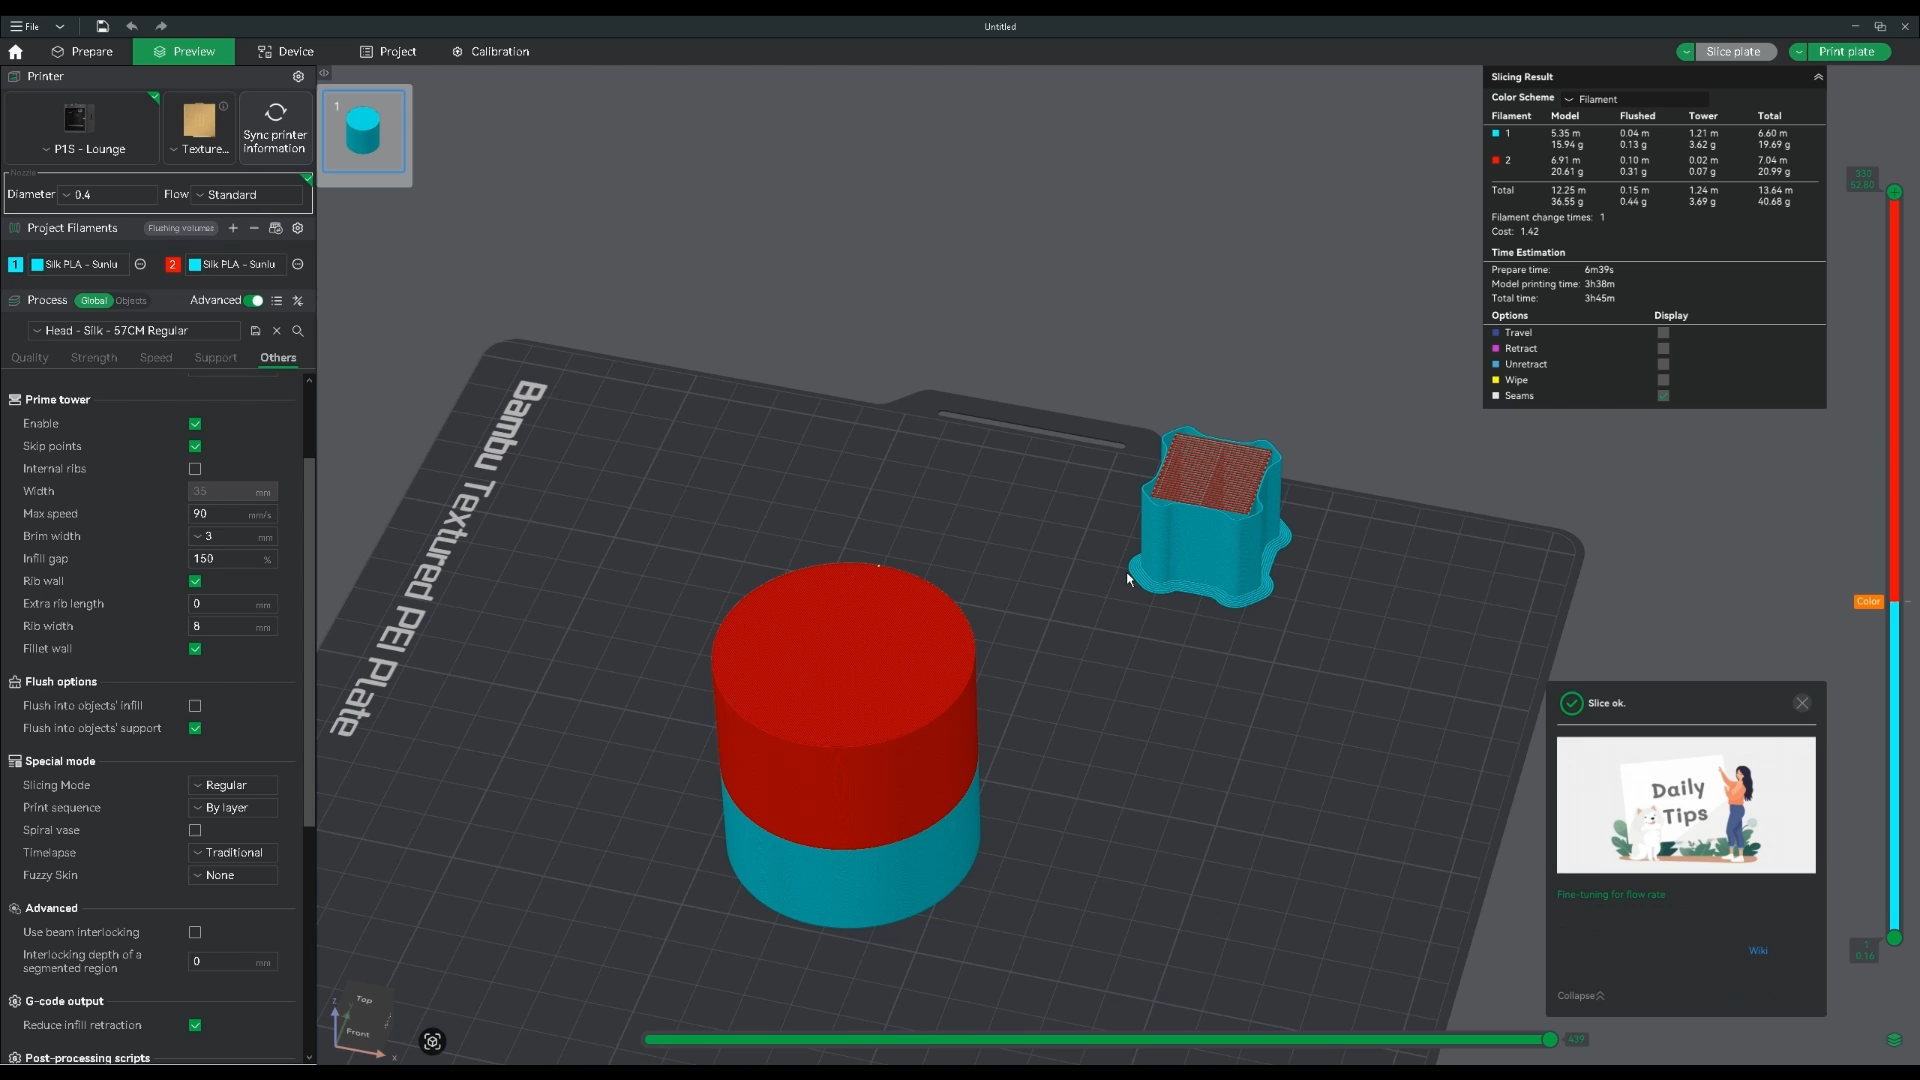 File
Untitled
Prepare
Preview
Device
Project
Calibration
Slice plate
Print plate
Printer
P1S - Lounge
Texture...
Sync printer
information
Nozzle
Diameter
0.4
Flow
Standard
Project Filaments
Flushing volumes
1
Silk PLA - Sunlu
2
Silk PLA - Sunlu
Process
Global
Objects
Advanced
Head - Silk - 57CM Regular
Quality
Strength
Speed
Support
Others
Prime tower
Enable
Skip points
Internal ribs
Width 35 mm
Max speed 90 mm/s
Brim width 3 mm
Infill gap 150 %
Rib wall
Extra rib length 0 mm
Rib width 8 mm
Fillet wall
Flush options
Flush into objects' infill
Flush into objects' support
Special mode
Slicing Mode Regular
Print sequence By layer
Spiral vase
Timelapse Traditional
Fuzzy Skin None
Advanced
Use beam interlocking
Interlocking depth of a
segmented region 0 mm
G-code output
Reduce infill retraction
Post-processing scripts
1
Bambu Textured PEI Plate
Top
Front
z
x
439
Slicing Result
Color Scheme Filament
Filament Model Flushed Tower Total
1 5.35 m 0.04 m 1.21 m 6.60 m
15.94 g 0.13 g 3.62 g 19.69 g
2 6.91 m 0.10 m 0.02 m 7.04 m
20.61 g 0.31 g 0.07 g 20.99 g
Total 12.25 m 0.15 m 1.24 m 13.64 m
36.55 g 0.44 g 3.69 g 40.68 g
Filament change times: 1
Cost: 1.42
Time Estimation
Prepare time: 6m39s
Model printing time: 3h38m
Total time: 3h45m
Options Display
Travel
Retract
Unretract
Wipe
Seams
330
52.80
Color
1
0.16
Slice ok.
Daily
Tips
Fine-tuning for flow rate
Wiki
Collapse